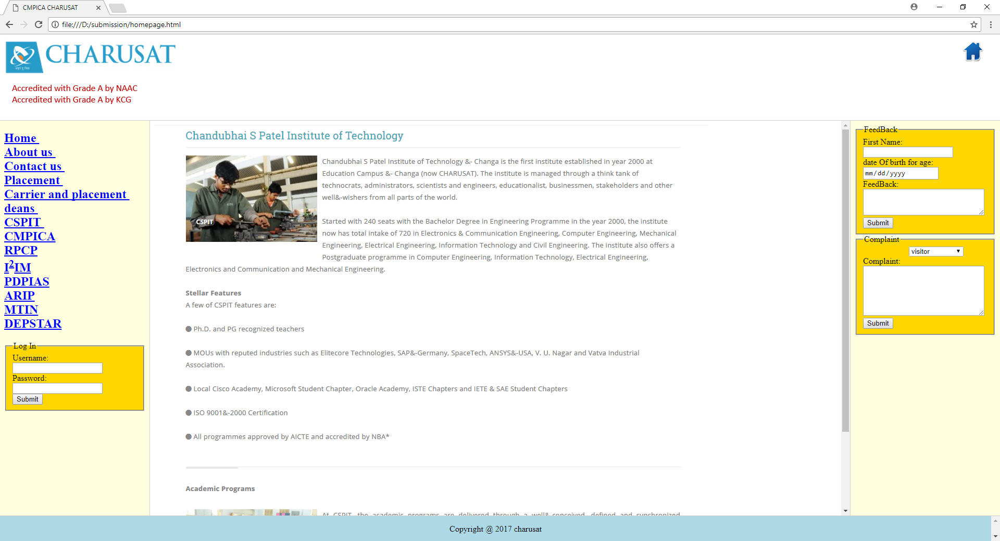 CMPICA CHARUSAT
file:///D:/submission/homepage.html
CHARUSAT
Accredited with Grade A by NAAC
Accredited with Grade A by KCG
Home
About us
Contact us
Placement
Carrier and placement
deans
CSPIT
CMPICA
RPCP
I²IM
PDPIAS
ARIP
MTIN
DEPSTAR
Log In
Username:
Password:
Submit
Chandubhai S Patel Institute of Technology
CSPIT
Chandubhai S Patel Institute of Technology &- Changa is the first institute established in year 2000 at
Education Campus &- Changa (now CHARUSAT). The institute is managed through a think tank of
technocrats, administrators, scientists and engineers, educationalist, businessmen, stakeholders and other
well&-wishers from all parts of the world.
Started with 240 seats with the Bachelor Degree in Engineering Programme in the year 2000, the institute
now has total intake of 720 in Electronics & Communication Engineering, Computer Engineering, Mechanical
Engineering, Electrical Engineering, Information Technology and Civil Engineering. The institute also offers a
Postgraduate programme in Computer Engineering, Information Technology, Electrical Engineering,
Electronics and Communication and Mechanical Engineering.
Stellar Features
A few of CSPIT features are:
● Ph.D. and PG recognized teachers
● MOUs with reputed industries such as Elitecore Technologies, SAP&-Germany, SpaceTech, ANSYS&-USA, V. U. Nagar and Vatva Industrial
Association.
● Local Cisco Academy, Microsoft Student Chapter, Oracle Academy, ISTE Chapters and IETE & SAE Student Chapters
● ISO 9001&-2000 Certification
● All programmes approved by AICTE and accredited by NBA*
Academic Programs
At CSPIT, the academic programs are delivered through a well&-conceived, defined and synchronized
FeedBack
First Name:
date Of birth for age:
mm/dd/yyyy
FeedBack:
Submit
Complaint
visitor
Complaint:
Submit
Copyright @ 2017 charusat